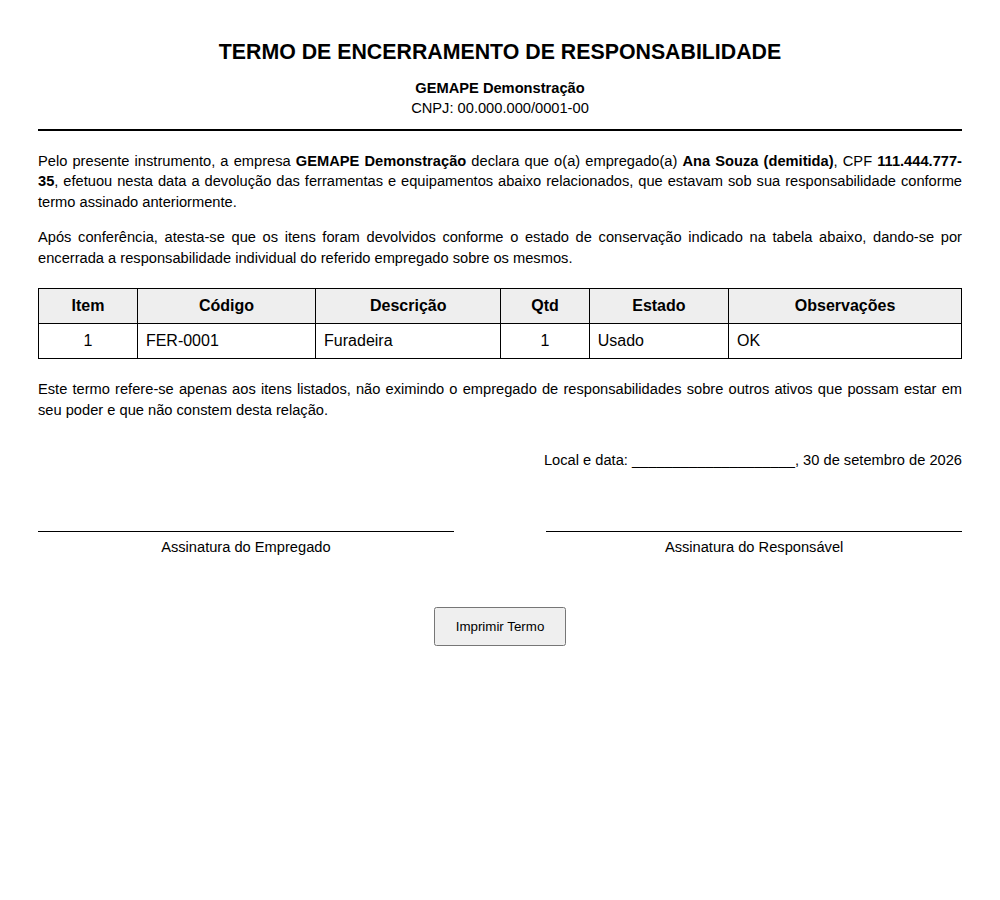 TERMO DE ENCERRAMENTO DE RESPONSABILIDADE
GEMAPE Demonstração
CNPJ: 00.000.000/0001-00
Pelo presente instrumento, a empresa GEMAPE Demonstração declara que o(a) empregado(a) Ana Souza (demitida), CPF 111.444.777-
35, efetuou nesta data a devolução das ferramentas e equipamentos abaixo relacionados, que estavam sob sua responsabilidade conforme
termo assinado anteriormente.
Após conferência, atesta-se que os itens foram devolvidos conforme o estado de conservação indicado na tabela abaixo, dando-se por
encerrada a responsabilidade individual do referido empregado sobre os mesmos.
Item Código Descrição Qtd Estado Observações
1 FER-0001 Furadeira 1 Usado OK
Este termo refere-se apenas aos itens listados, não eximindo o empregado de responsabilidades sobre outros ativos que possam estar em
seu poder e que não constem desta relação.
Local e data: ____________________, 30 de setembro de 2026
Assinatura do Empregado Assinatura do Responsável
Imprimir Termo